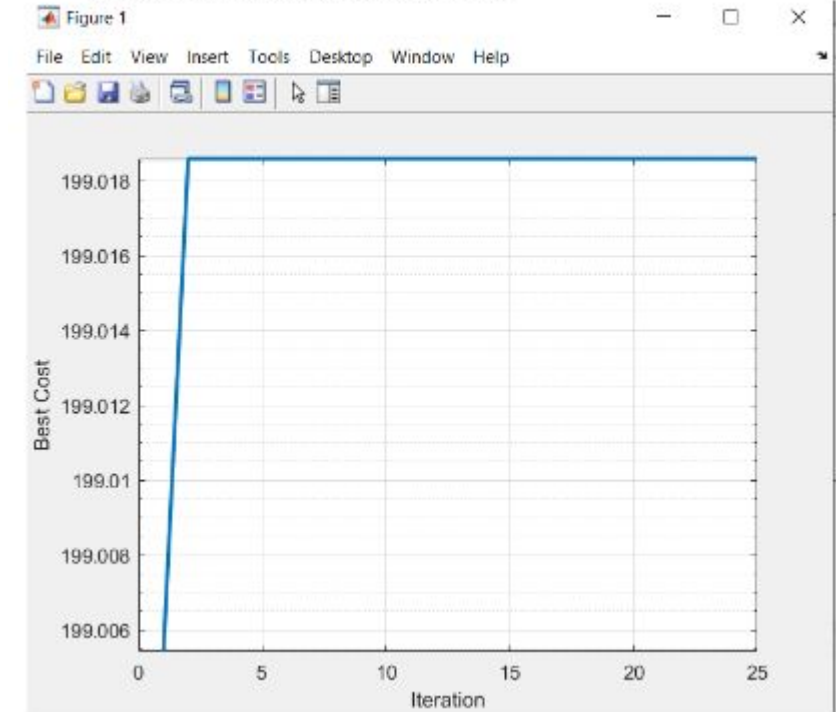 Figure 1
File Edit View Insert Tools Desktop Window Help
199.018
199.016
199.014
199.012
199.01
199.008
199.006
Best Cost
0 5 10 15 20 25
Iteration